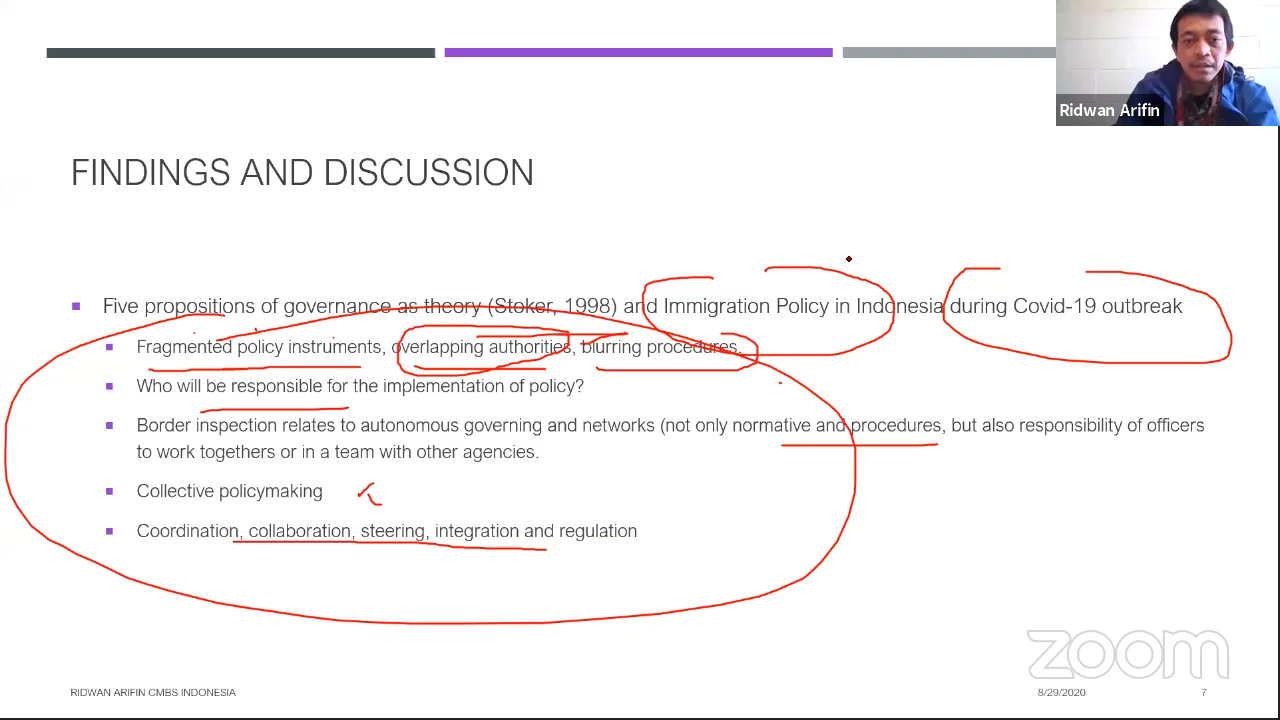 Ridwan Arifin
FINDINGS AND DISCUSSION
Five propositions of governance as theory (Stoker, 1998) and Immigration Policy in Indonesia during Covid-19 outbreak
Fragmented policy instruments, overlapping authorities, blurring procedures,
Who will be responsible for the implementation of policy?
Border inspection relates to autonomous governing and networks (not only normative and procedures, but also responsibility of officers
to work togethers or in a team with other agencies.
Collective policymaking
Coordination, collaboration, steering, integration and regulation
zoom
RIDWAN ARIFIN CMBS INDONESIA
8/29/2020
7